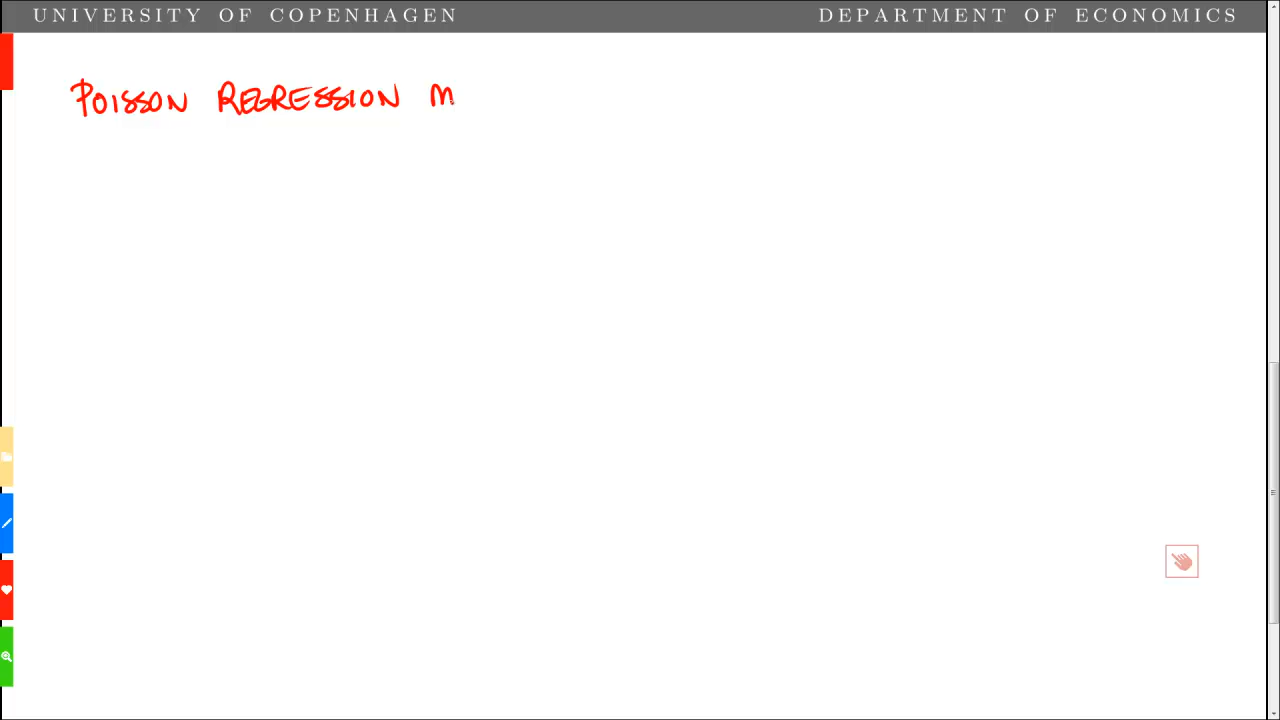 UNIVERSITY OF COPENHAGEN DEPARTMENT OF ECONOMICS
POISSON REGRESSION M